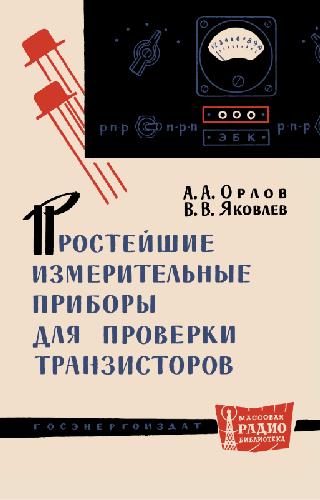 р-п-р п-р-п
Э Б К
А. А. Орлов
В. В. Яковлев
Простейшие
измерительные
приборы
для проверки
транзисторов
ГОСЭНЕРГОИЗДАТ
МАССОВАЯ
РАДИО
БИБЛИОТЕКА